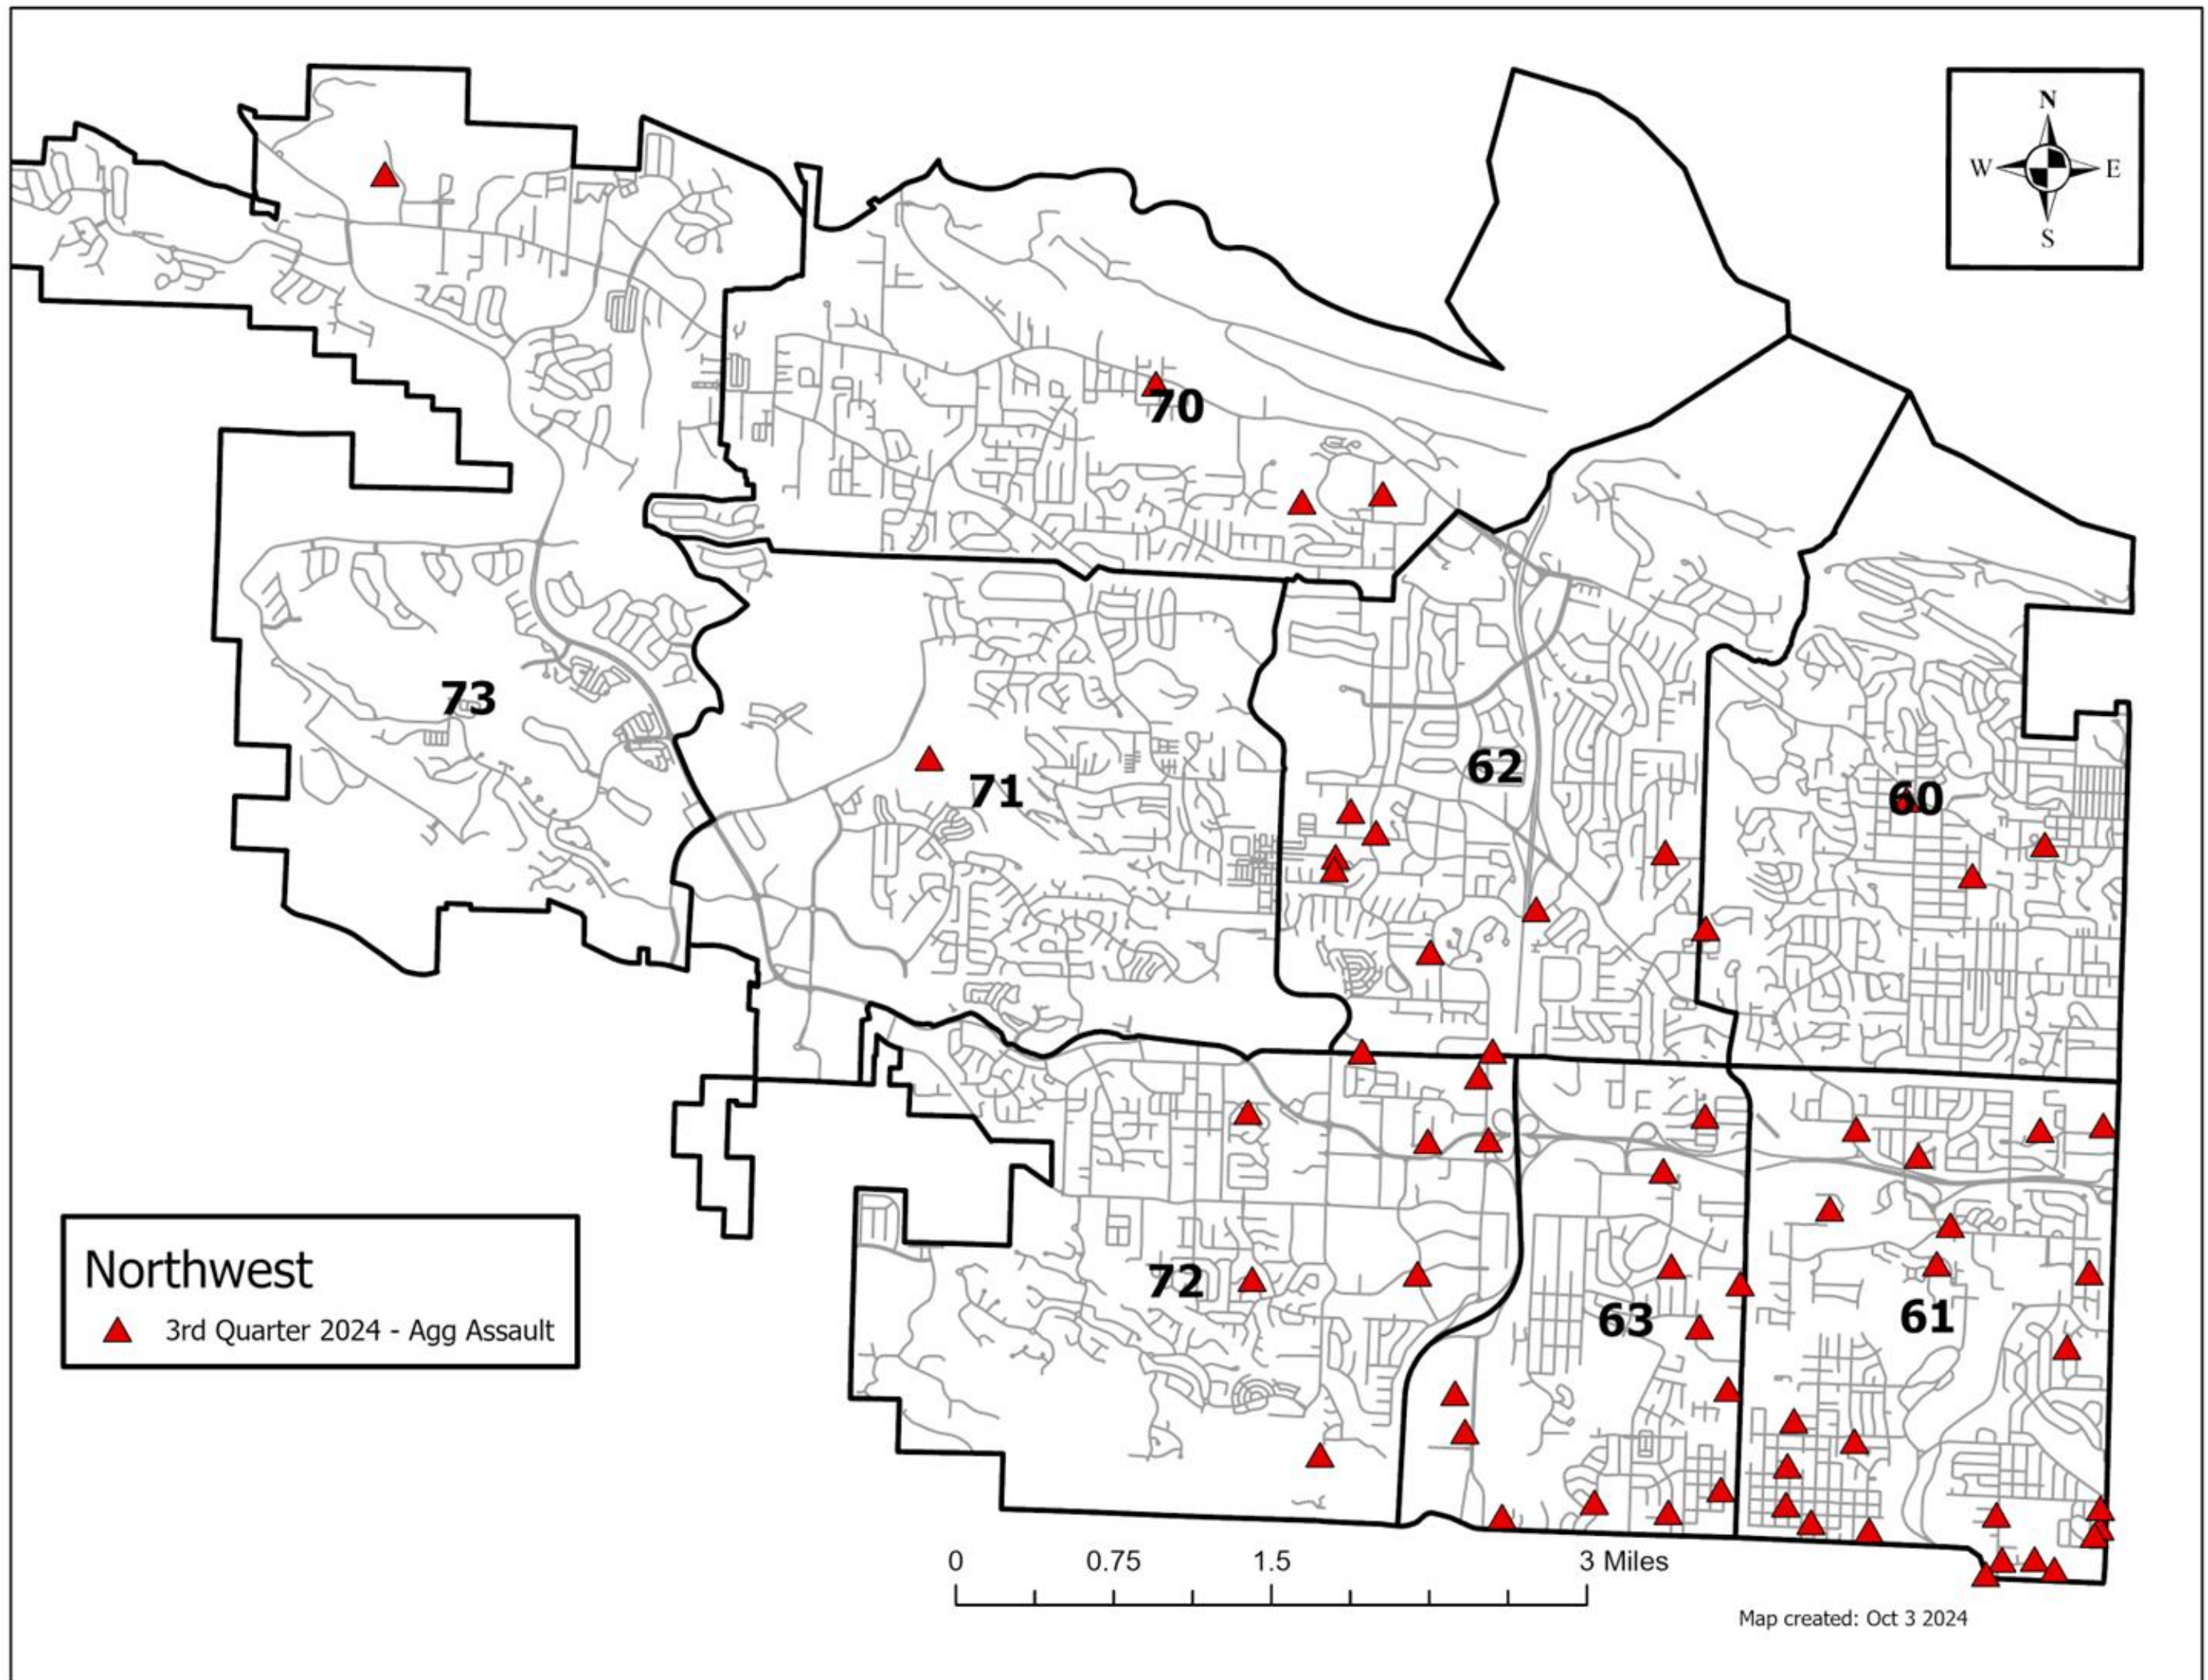 N
W E
S
70
73
71
62
60
72
63
61
Northwest
3rd Quarter 2024 - Agg Assault
0 0.75 1.5 3 Miles
Map created: Oct 3 2024